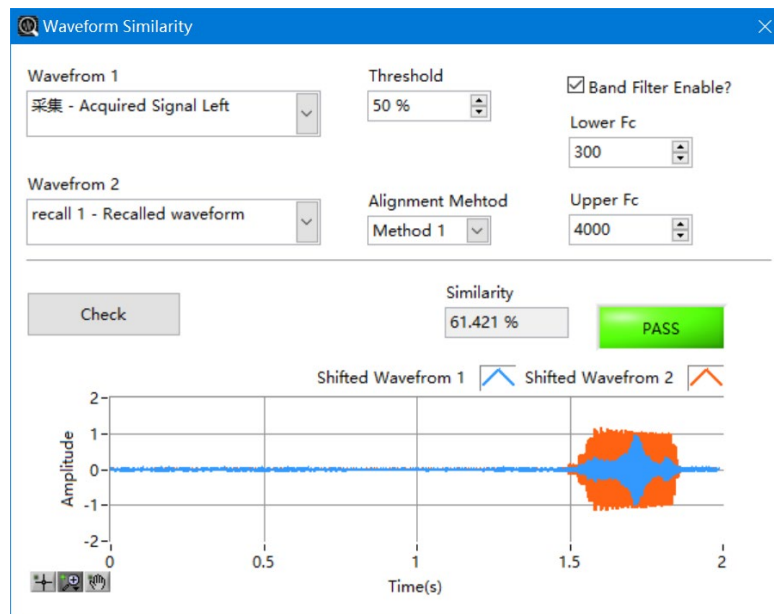 Waveform Similarity
Wavefrom 1
采集 - Acquired Signal Left
Threshold
50 %
Band Filter Enable?
Lower Fc
300
Wavefrom 2
recall 1 - Recalled waveform
Alignment Mehtod
Method 1
Upper Fc
4000
Check
Similarity
61.421 %
PASS
Shifted Wavefrom 1
Shifted Wavefrom 2
Amplitude
2
1
0
-1
-2
0
0.5
1
1.5
2
Time(s)